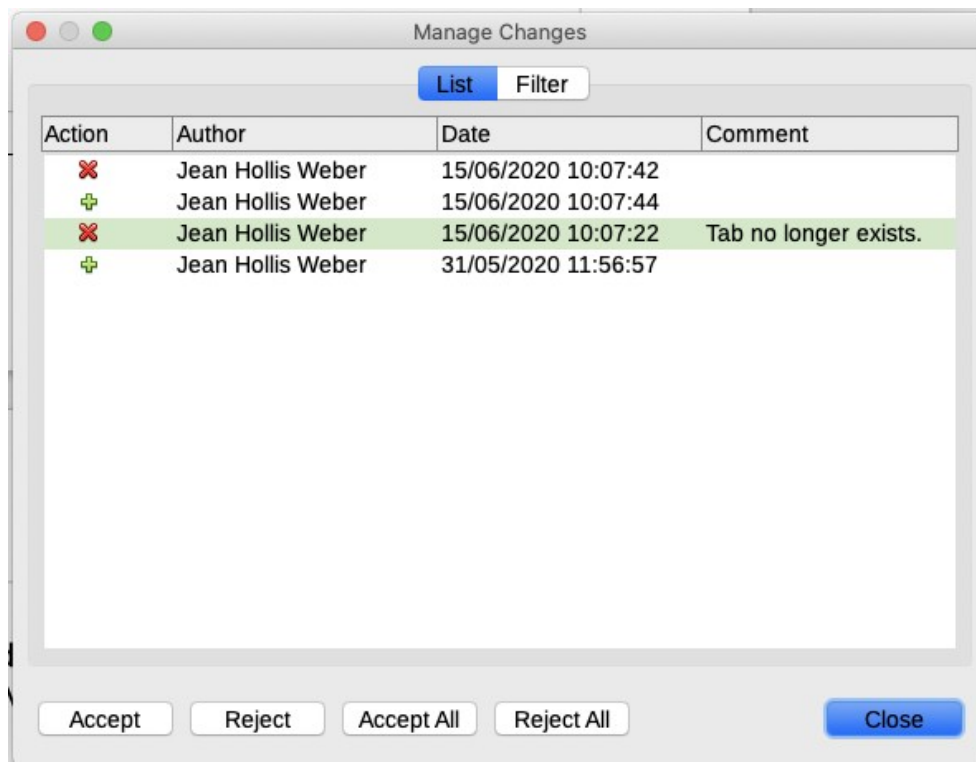 Manage Changes
List Filter
Action Author Date Comment
Jean Hollis Weber 15/06/2020 10:07:42
Jean Hollis Weber 15/06/2020 10:07:44
Jean Hollis Weber 15/06/2020 10:07:22 Tab no longer exists.
Jean Hollis Weber 31/05/2020 11:56:57
Accept Reject Accept All Reject All Close